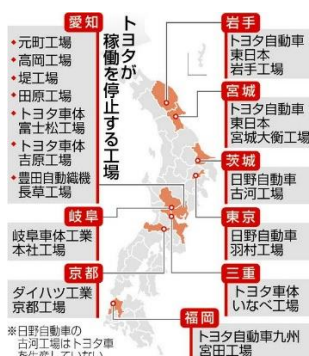 トヨタが
稼働を停止する工場
愛知
元町工場
高岡工場
堤工場
田原工場
トヨタ車体
富士松工場
トヨタ車体
吉原工場
豊田自動織機
長草工場
岐阜
岐阜車体工業
本社工場
京都
ダイハツ工業
京都工場
岩手
トヨタ自動車
東日本
岩手工場
宮城
トヨタ自動車
東日本
宮城大衡工場
茨城
日野自動車
古河工場
東京
日野自動車
羽村工場
三重
トヨタ車体
いなべ工場
福岡
トヨタ自動車九州
宮田工場
※日野自動車の
古河工場はトヨタ車
を生産していない